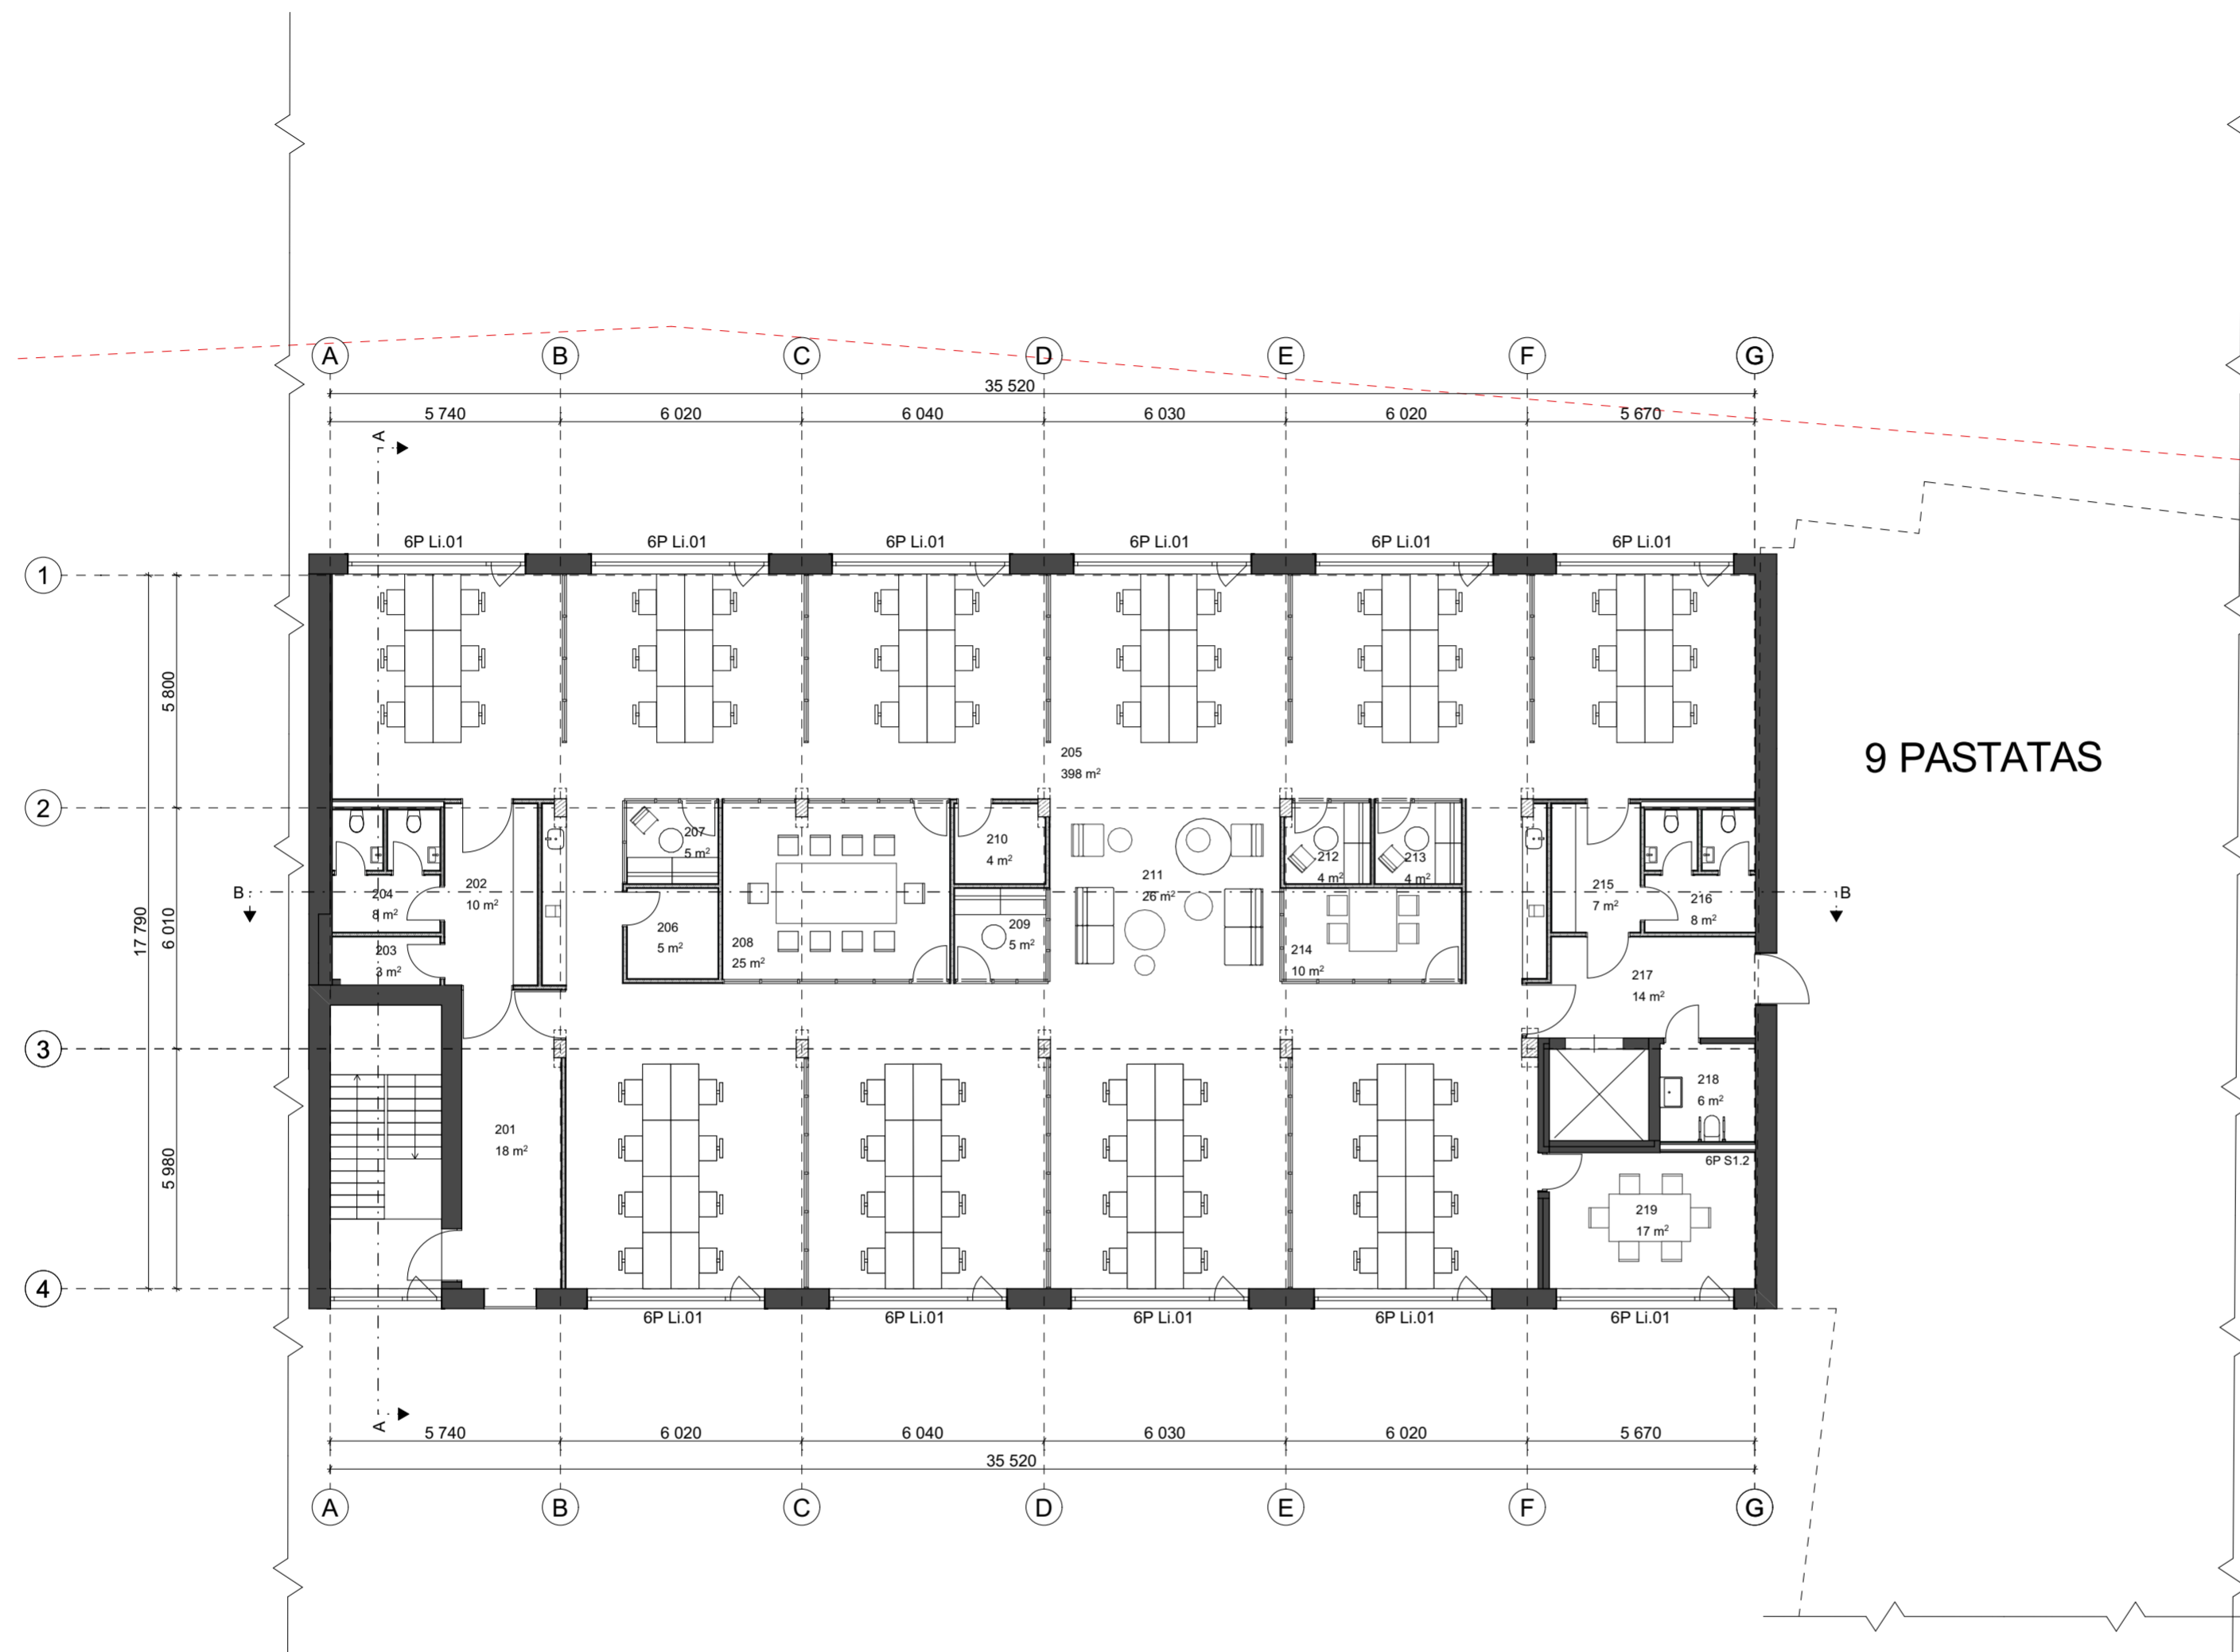 A
B
C
D
E
F
G
35 520
5 740
6 020
6 040
6 030
6 020
5 670
A
6P Li.01
6P Li.01
6P Li.01
6P Li.01
6P Li.01
6P Li.01
1
5 800
205
398 m²
9 PASTATAS
2
207
5 m²
210
4 m²
212
4 m²
213
4 m²
211
26 m²
202
10 m²
204
8 m²
215
7 m²
216
8 m²
B
B
17 790
6 010
206
5 m²
208
25 m²
209
5 m²
214
10 m²
203
3 m²
217
14 m²
3
218
6 m²
201
18 m²
5 980
6P S1.2
219
17 m²
4
6P Li.01
6P Li.01
6P Li.01
6P Li.01
6P Li.01
A
5 740
6 020
6 040
6 030
6 020
5 670
35 520
A
B
C
D
E
F
G